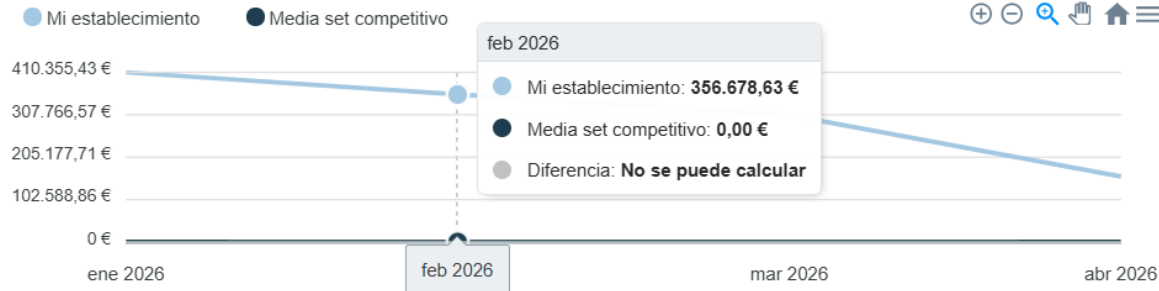 Mi establecimiento
Media set competitivo
feb 2026
Mi establecimiento: 356.678,63 €
Media set competitivo: 0,00 €
Diferencia: No se puede calcular
410.355,43 €
307.766,57 €
205.177,71 €
102.588,86 €
0 €
ene 2026
feb 2026
mar 2026
abr 2026